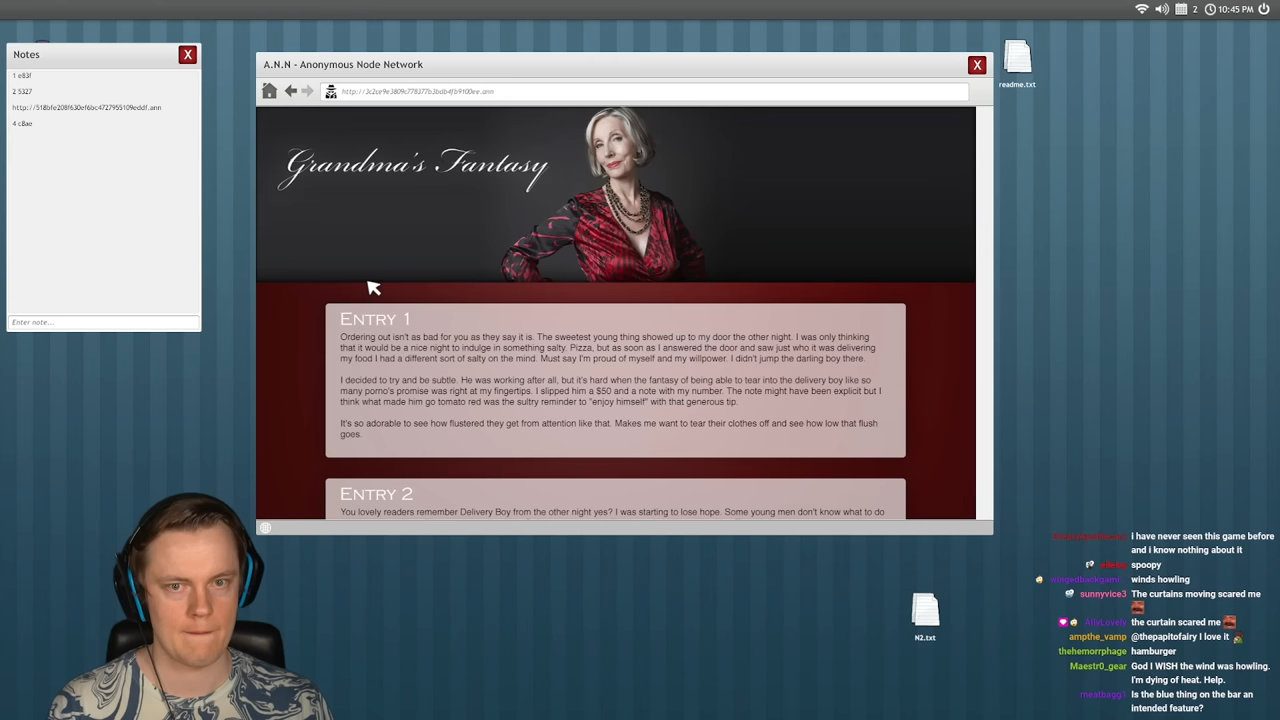 2 10:45 PM
Notes X
1 e83f
2 5327
http://518bfe208f630ef6bc4727955109eddf.ann
4 c8ae
Enter note...
A.N.N - Anonymous Node Network X
http://3c2ce9e3809c778377b3bdb4fb9f00ee.ann
Grandma's Fantasy
Entry 1
Ordering out isn't as bad for you as they say it is. The sweetest young thing showed up to my door the other night. I was only thinking
that it would be a nice night to indulge in something salty. Pizza, but as soon as I answered the door and saw just who it was delivering
my food I had a different sort of salty on the mind. Must say I'm proud of myself and my willpower. I didn't jump the darling boy there.
I decided to try and be subtle. He was working after all, but it's hard when the fantasy of being able to tear into the delivery boy like so
many porno's promise was right at my fingertips. I slipped him a $50 and a note with my number. The note might have been explicit but I
think what made him go tomato red was the sultry reminder to "enjoy himself" with that generous tip.
It's so adorable to see how flustered they get from attention like that. Makes me want to tear their clothes off and see how low that flush
goes.
Entry 2
You lovely readers remember Delivery Boy from the other night yes? I was starting to lose hope. Some young men don't know what to do
readme.txt
N2.txt
i have never seen this game before
and i know nothing about it
spoopy
winds howling
sunnyvice3 The curtains moving scared me
the curtain scared me
ampthe_vamp @thepapitofairy I love it
thehemorrphage hamburger
Maestr0_gear God I WISH the wind was howling.
I'm dying of heat. Help.
Is the blue thing on the bar an
intended feature?